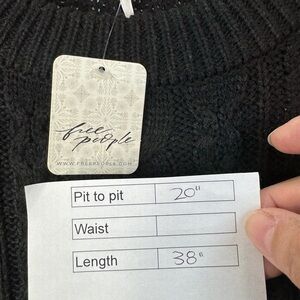 free
people
WWW.FREEPEOPLE.COM
Pit to pit 20"
Waist
Length 38"